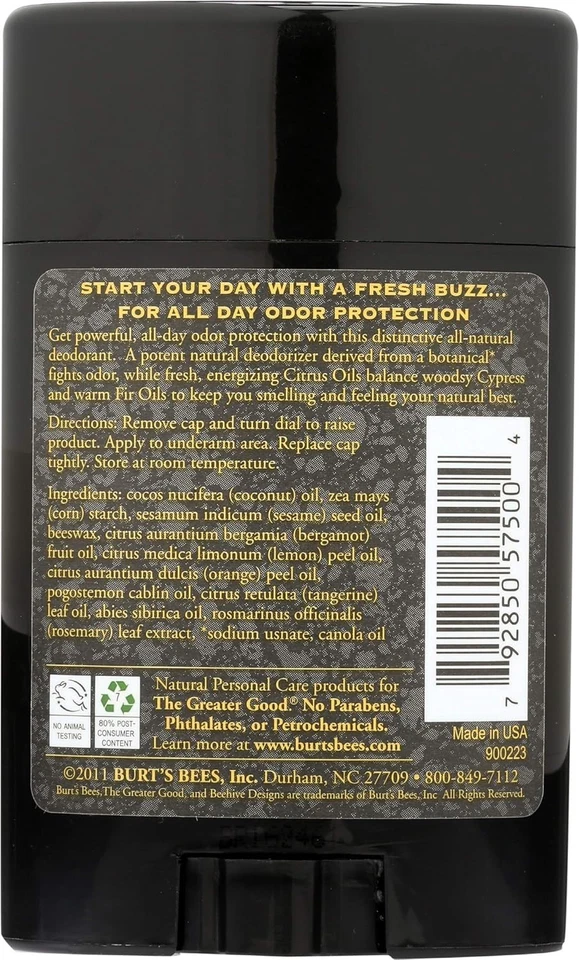 START YOUR DAY WITH A FRESH BUZZ...
FOR ALL DAY ODOR PROTECTION
Get powerful, all-day odor protection with this distinctive all-natural
deodorant. A potent natural deodorizer derived from a botanical*
fights odor, while fresh, energizing Citrus Oils balance woodsy Cypress
and warm Fir Oils to keep you smelling and feeling your natural best.
Directions: Remove cap and turn dial to raise
product. Apply to underarm area. Replace cap
tightly. Store at room temperature.
Ingredients: cocos nucifera (coconut) oil, zea mays
(corn) starch, sesamum indicum (sesame) seed oil,
beeswax, citrus aurantium bergamia (bergamot)
fruit oil, citrus medica limonum (lemon) peel oil,
citrus aurantium dulcis (orange) peel oil,
pogostemon cablin oil, citrus retulata (tangerine)
leaf oil, abies sibirica oil, rosmarinus officinalis
(rosemary) leaf extract, *sodium usnate, canola oil
7 92850 57500 4
NO ANIMAL
TESTING
7
80% POST-
CONSUMER
CONTENT
Natural Personal Care products for
The Greater Good.® No Parabens,
Phthalates, or Petrochemicals.
Learn more at www.burtsbees.com
Made in USA
900223
©2011 BURT'S BEES, Inc. Durham, NC 27709 • 800-849-7112
Burt's Bees, The Greater Good, and Beehive Designs are trademarks of Burt's Bees, Inc All Rights Reserved.